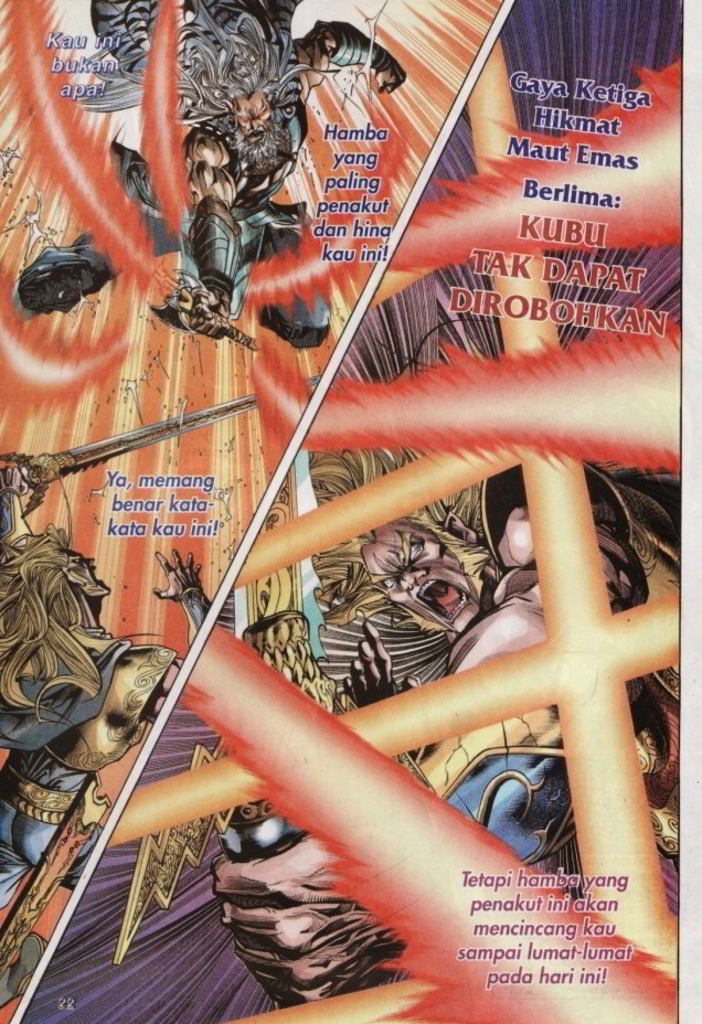 Kau ini
bukan
apa!
Hamba
yang
paling
penakut
dan hina
kau ini!
Ya, memang
benar kata-
kata kau ini!
Gaya Ketiga
Hikmat
Maut Emas
Berlima:
KUBU
TAK DAPAT
DIROBOHKAN
Tetapi hamba yang
penakut ini akan
mencincang kau
sampai lumat-lumat
pada hari ini!
22